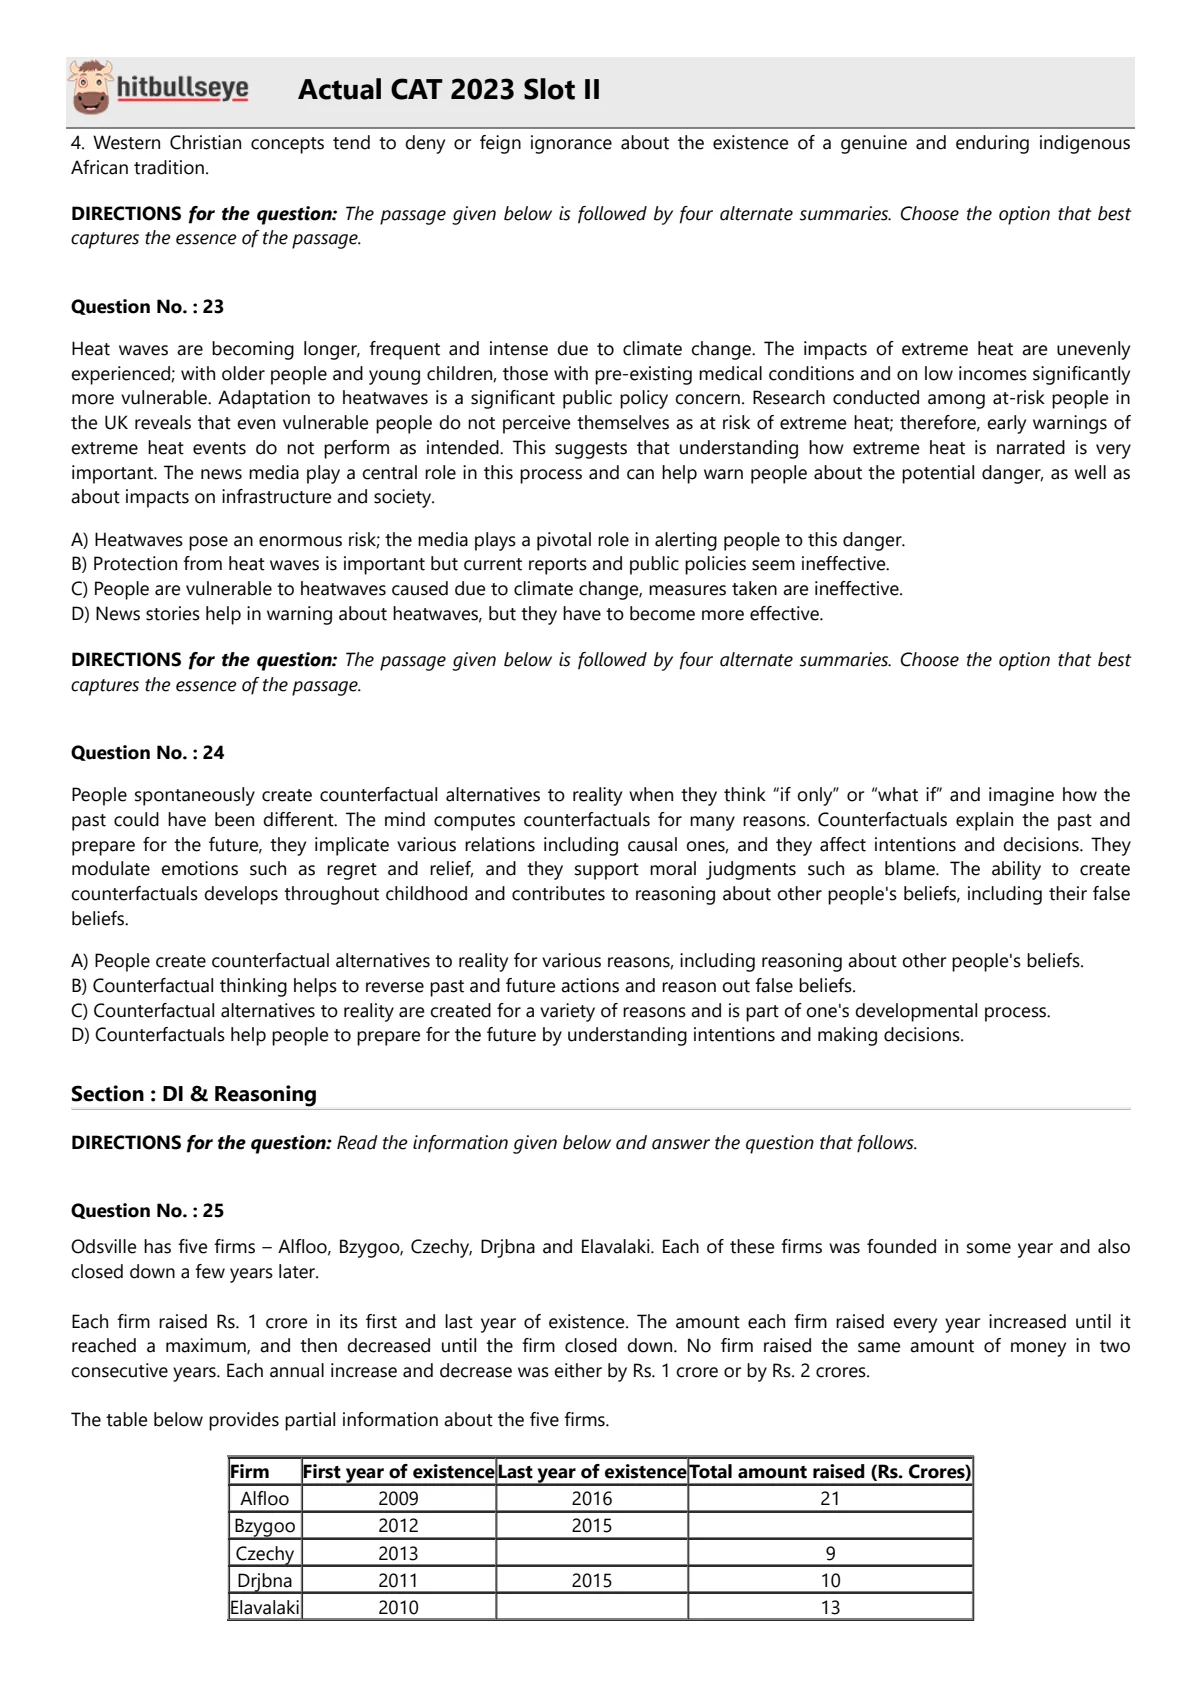 hitbullseye Actual CAT 2023 Slot II
4. Western Christian concepts tend to deny or feign ignorance about the existence of a genuine and enduring indigenous
African tradition.
DIRECTIONS for the question: The passage given below is followed by four alternate summaries. Choose the option that best
captures the essence of the passage.
Question No. : 23
Heat waves are becoming longer, frequent and intense due to climate change. The impacts of extreme heat are unevenly
experienced; with older people and young children, those with pre-existing medical conditions and on low incomes significantly
more vulnerable. Adaptation to heatwaves is a significant public policy concern. Research conducted among at-risk people in
the UK reveals that even vulnerable people do not perceive themselves as at risk of extreme heat; therefore, early warnings of
extreme heat events do not perform as intended. This suggests that understanding how extreme heat is narrated is very
important. The news media play a central role in this process and can help warn people about the potential danger, as well as
about impacts on infrastructure and society.
A) Heatwaves pose an enormous risk; the media plays a pivotal role in alerting people to this danger.
B) Protection from heat waves is important but current reports and public policies seem ineffective.
C) People are vulnerable to heatwaves caused due to climate change, measures taken are ineffective.
D) News stories help in warning about heatwaves, but they have to become more effective.
DIRECTIONS for the question: The passage given below is followed by four alternate summaries. Choose the option that best
captures the essence of the passage.
Question No. : 24
People spontaneously create counterfactual alternatives to reality when they think “if only” or “what if” and imagine how the
past could have been different. The mind computes counterfactuals for many reasons. Counterfactuals explain the past and
prepare for the future, they implicate various relations including causal ones, and they affect intentions and decisions. They
modulate emotions such as regret and relief, and they support moral judgments such as blame. The ability to create
counterfactuals develops throughout childhood and contributes to reasoning about other people's beliefs, including their false
beliefs.
A) People create counterfactual alternatives to reality for various reasons, including reasoning about other people's beliefs.
B) Counterfactual thinking helps to reverse past and future actions and reason out false beliefs.
C) Counterfactual alternatives to reality are created for a variety of reasons and is part of one's developmental process.
D) Counterfactuals help people to prepare for the future by understanding intentions and making decisions.
Section : DI & Reasoning
DIRECTIONS for the question: Read the information given below and answer the question that follows.
Question No. : 25
Odsville has five firms – Alfloo, Bzygoo, Czechy, Drjbna and Elavalaki. Each of these firms was founded in some year and also
closed down a few years later.
Each firm raised Rs. 1 crore in its first and last year of existence. The amount each firm raised every year increased until it
reached a maximum, and then decreased until the firm closed down. No firm raised the same amount of money in two
consecutive years. Each annual increase and decrease was either by Rs. 1 crore or by Rs. 2 crores.
The table below provides partial information about the five firms.
Firm First year of existence Last year of existence Total amount raised (Rs. Crores)
Alfloo 2009 2016 21
Bzygoo 2012 2015
Czechy 2013 9
Drjbna 2011 2015 10
Elavalaki 2010 13